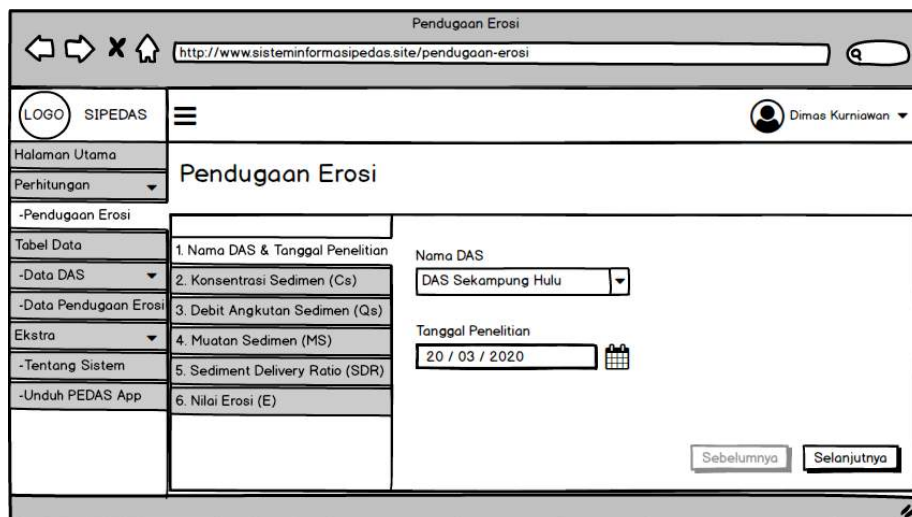 Pendugaan Erosi
http://www.sisteminformasipedas.site/pendugaan-erosi
LOGO SIPEDAS
Dimas Kurniawan
Halaman Utama
Perhitungan
-Pendugaan Erosi
Tabel Data
-Data DAS
-Data Pendugaan Erosi
Ekstra
-Tentang Sistem
-Unduh PEDAS App
Pendugaan Erosi
1. Nama DAS & Tanggal Penelitian
2. Konsentrasi Sedimen (Cs)
3. Debit Angkutan Sedimen (Qs)
4. Muatan Sedimen (MS)
5. Sediment Delivery Ratio (SDR)
6. Nilai Erosi (E)
Nama DAS
DAS Sekampung Hulu
Tanggal Penelitian
20 / 03 / 2020
Sebelumnya
Selanjutnya